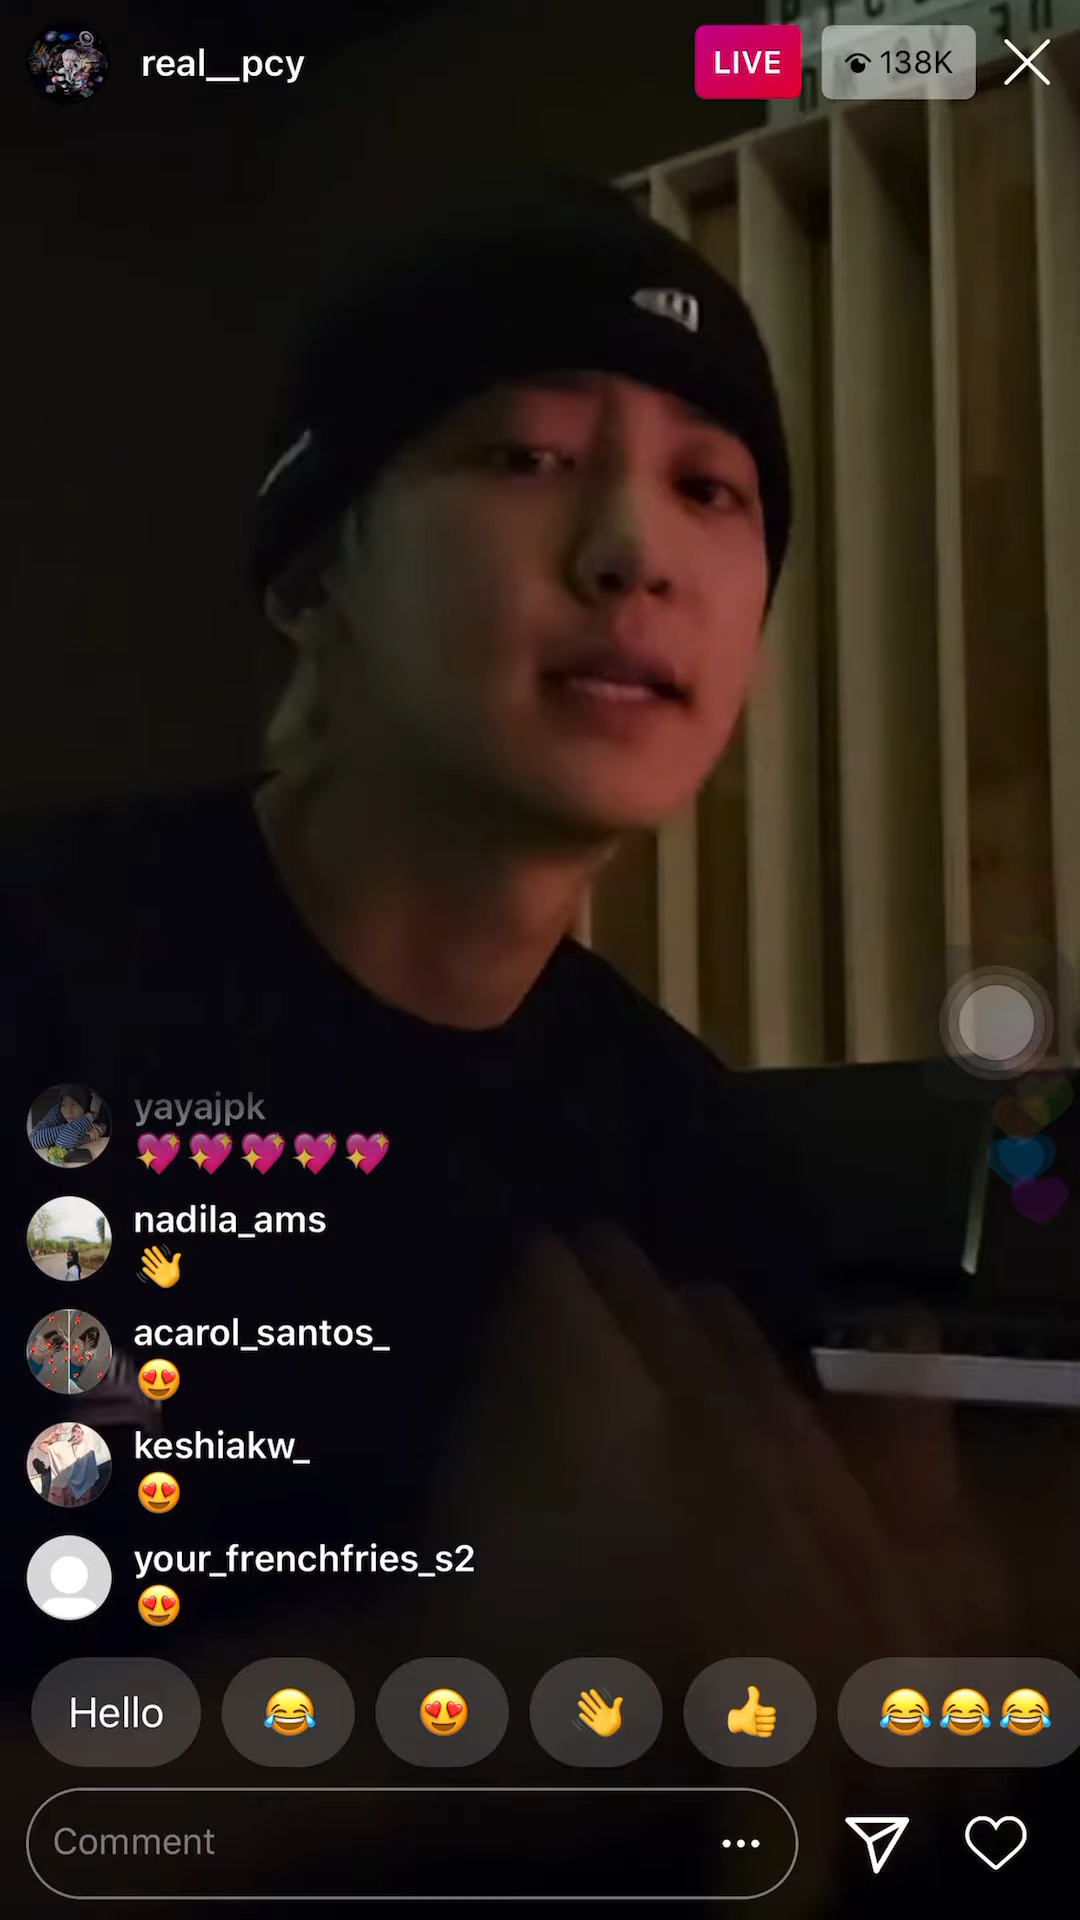 real__pcy
LIVE
138K
yayajpk
💖💖💖💖💖
nadila_ams
👋
acarol_santos_
😍
keshiakw_
😍
your_frenchfries_s2
😍
Hello 😂 😍 👋 👍 😂😂😂
Comment